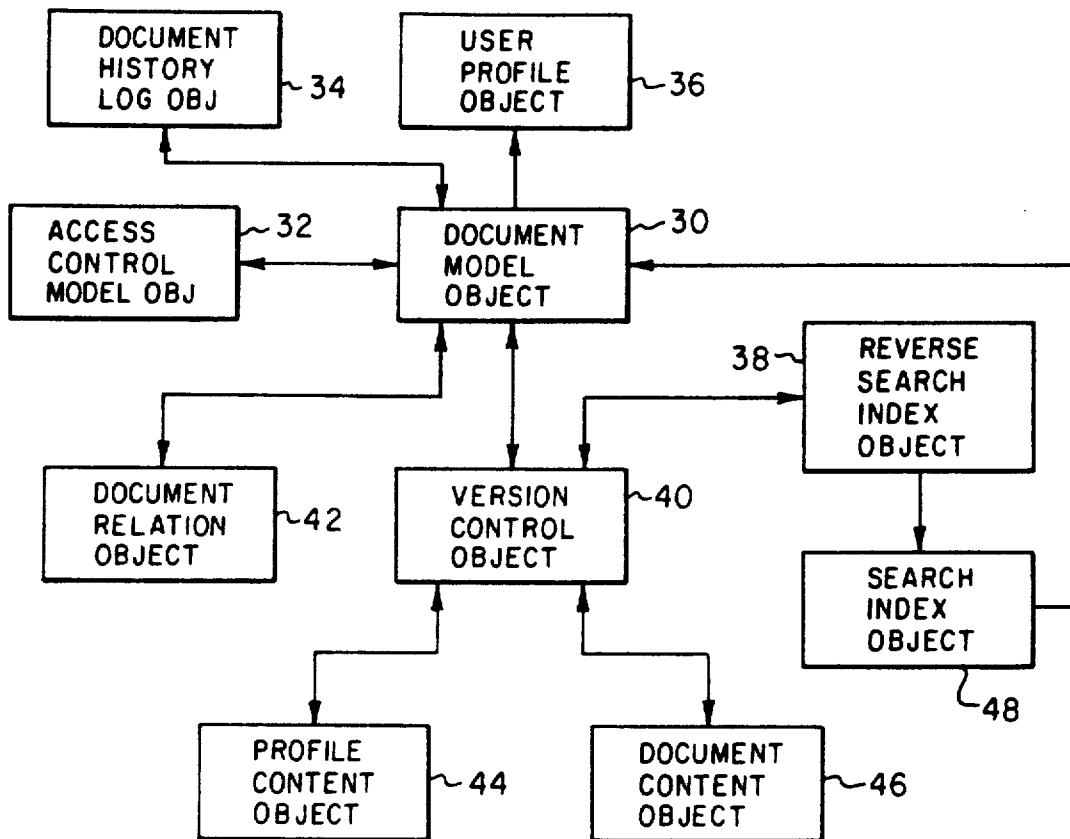 DOCUMENT
HISTORY
LOG OBJ
34
USER
PROFILE
OBJECT
36
ACCESS
CONTROL
MODEL OBJ
32
DOCUMENT
MODEL
OBJECT
30
REVERSE
SEARCH
INDEX
OBJECT
38
DOCUMENT
RELATION
OBJECT
42
VERSION
CONTROL
OBJECT
40
SEARCH
INDEX
OBJECT
48
PROFILE
CONTENT
OBJECT
44
DOCUMENT
CONTENT
OBJECT
46